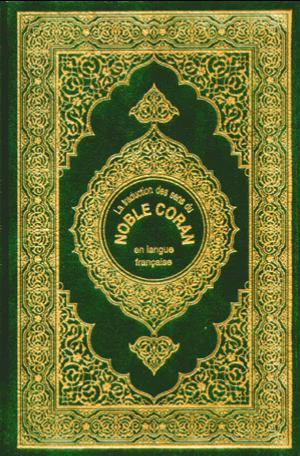 La traduction des sens du
NOBLE CORAN
en langue
française